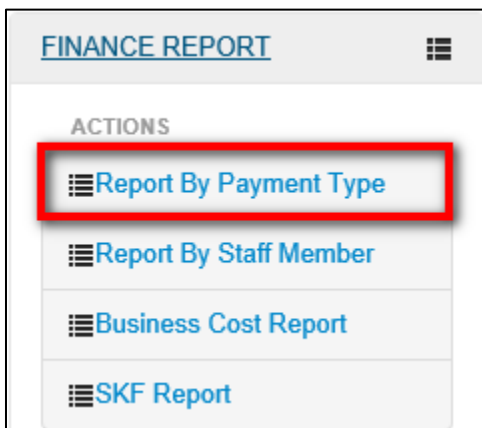 FINANCE REPORT
ACTIONS
Report By Payment Type
Report By Staff Member
Business Cost Report
SKF Report